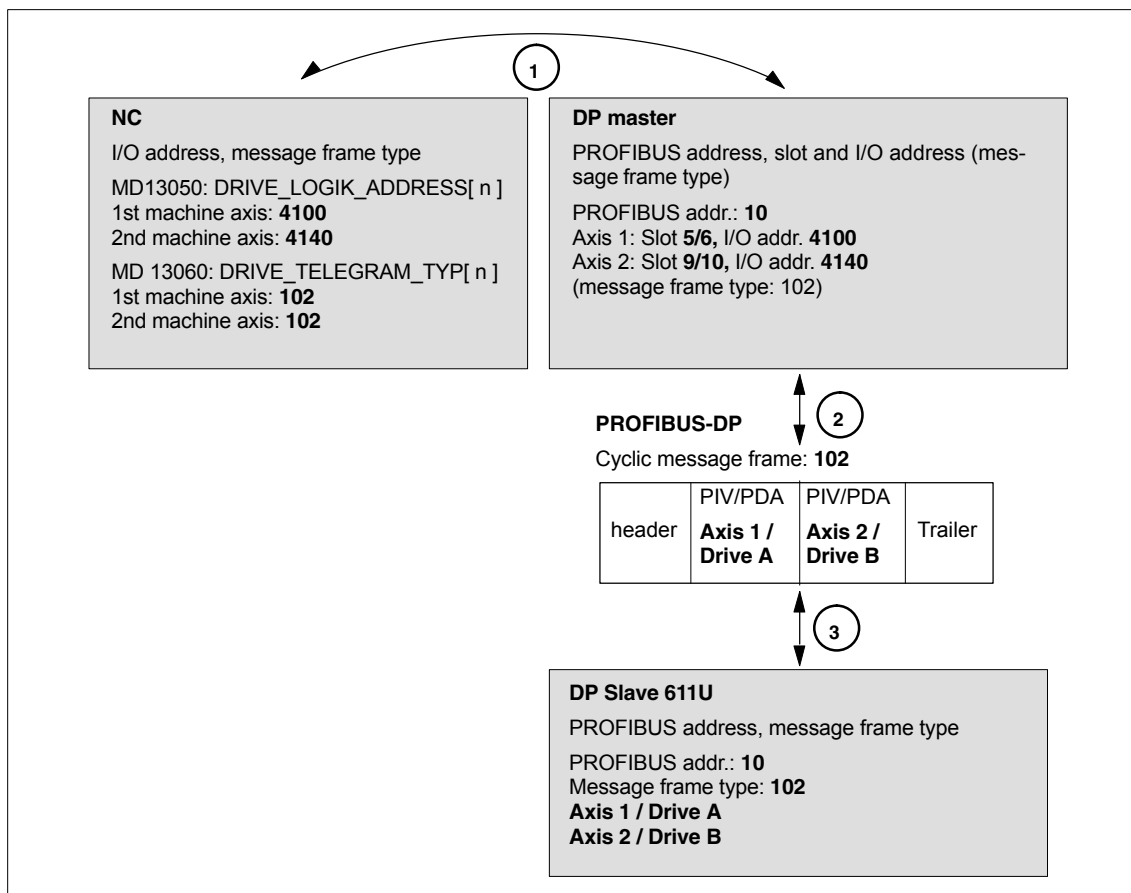 1
NC
I/O address, message frame type
MD13050: DRIVE_LOGIK_ADDRESS[ n ]
1st machine axis: 4100
2nd machine axis: 4140
MD 13060: DRIVE_TELEGRAM_TYP[ n ]
1st machine axis: 102
2nd machine axis: 102
DP master
PROFIBUS address, slot and I/O address (mes-
sage frame type)
PROFIBUS addr.: 10
Axis 1: Slot 5/6, I/O addr. 4100
Axis 2: Slot 9/10, I/O addr. 4140
(message frame type: 102)
2
PROFIBUS-DP
Cyclic message frame: 102
header
PIV/PDA
Axis 1 /
Drive A
PIV/PDA
Axis 2 /
Drive B
Trailer
3
DP Slave 611U
PROFIBUS address, message frame type
PROFIBUS addr.: 10
Message frame type: 102
Axis 1 / Drive A
Axis 2 / Drive B